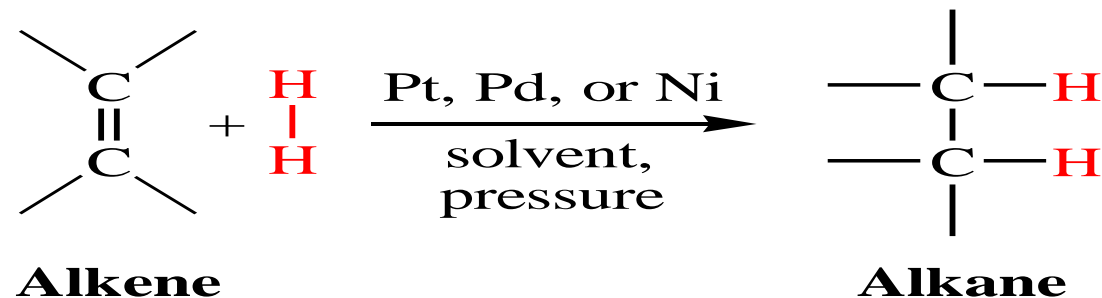 C
C
+
H
H
Pt, Pd, or Ni
solvent,
pressure
C H
C H
Alkene
Alkane